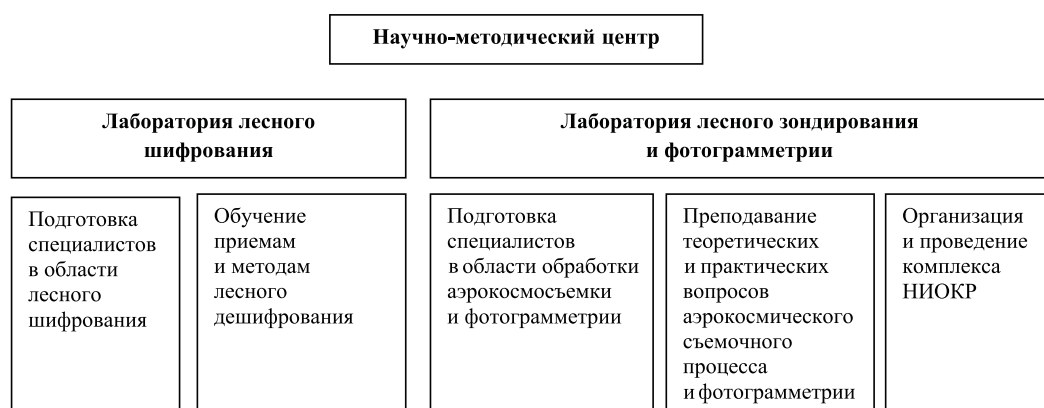 Научно-методический центр
Лаборатория лесного
шифрования
Лаборатория лесного зондирования
и фотограмметрии
Подготовка
специалистов
в области
лесного
шифрования
Обучение
приемам
и методам
лесного
дешифрования
Подготовка
специалистов
в области обработки
аэрокосмосъемки
и фотограмметрии
Преподавание
теоретических
и практических
вопросов
аэрокосмического
съемочного
процесса
и фотограмметрии
Организация
и проведение
комплекса
НИОКР